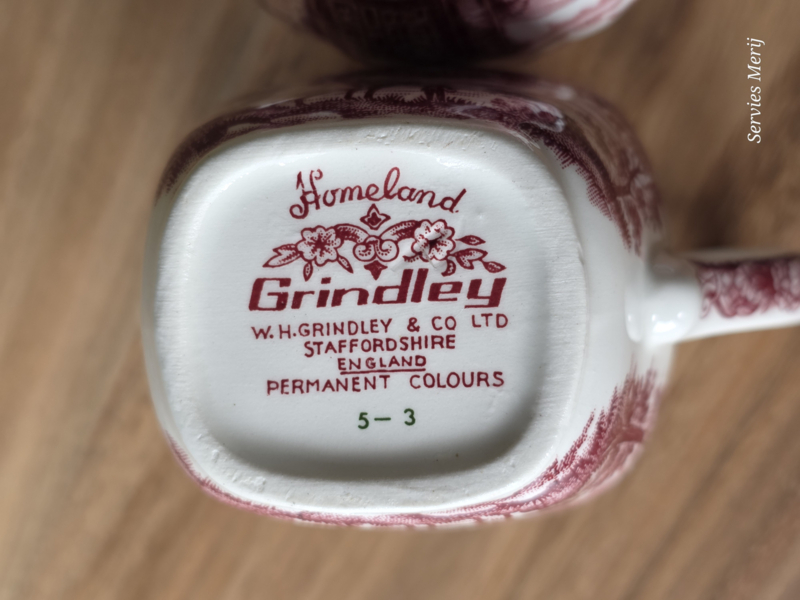 Homeland
Grindley
W.H.GRINDLEY & CO LTD
STAFFORDSHIRE
ENGLAND
PERMANENT COLOURS
5-3
Servies Merij